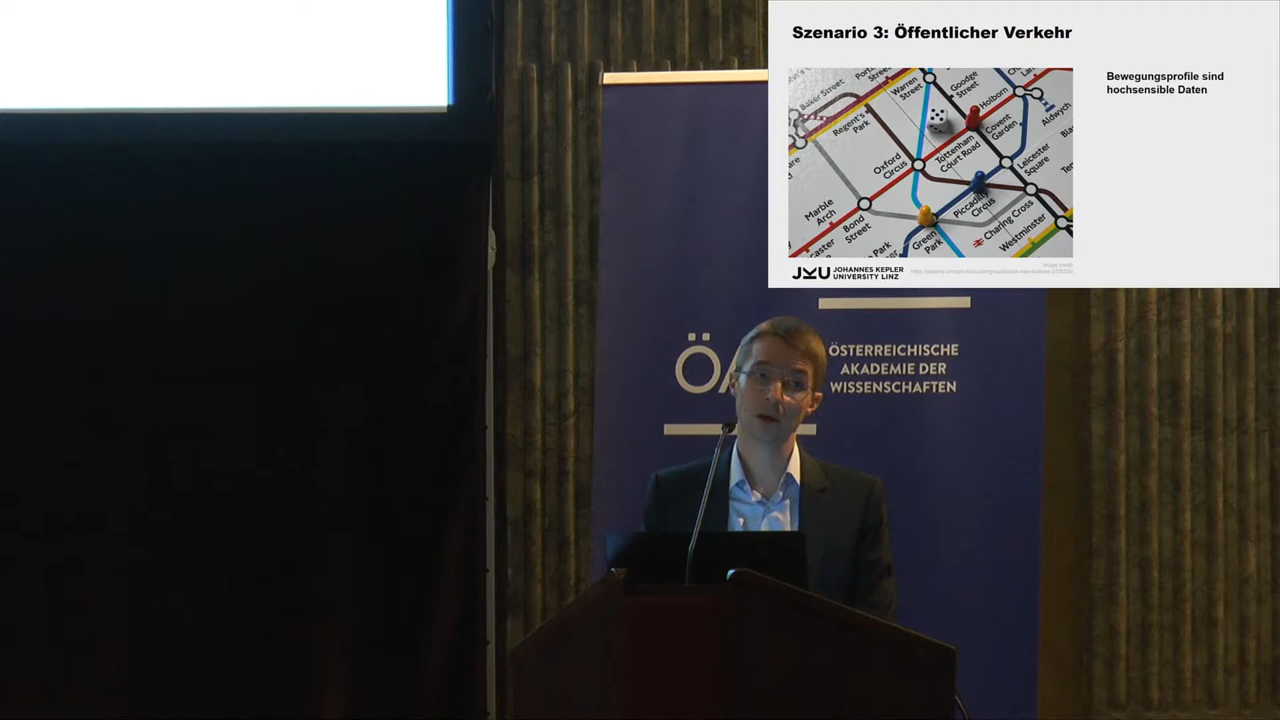 Szenario 3: Öffentlicher Verkehr
Bewegungsprofile sind
hochsensible Daten
Baker Street
Regent's
Park
Warren
Street
Goodge
Street
Holborn
Aldwych
Covent
Garden
Oxford
Circus
Tottenham
Court Road
Leicester
Square
Marble
Arch
Bond
Street
Piccadilly
Circus
Charing Cross
Green
Park
Westminster
JKU JOHANNES KEPLER
UNIVERSITY LINZ
ÖSTERREICHISCHE
AKADEMIE DER
WISSENSCHAFTEN